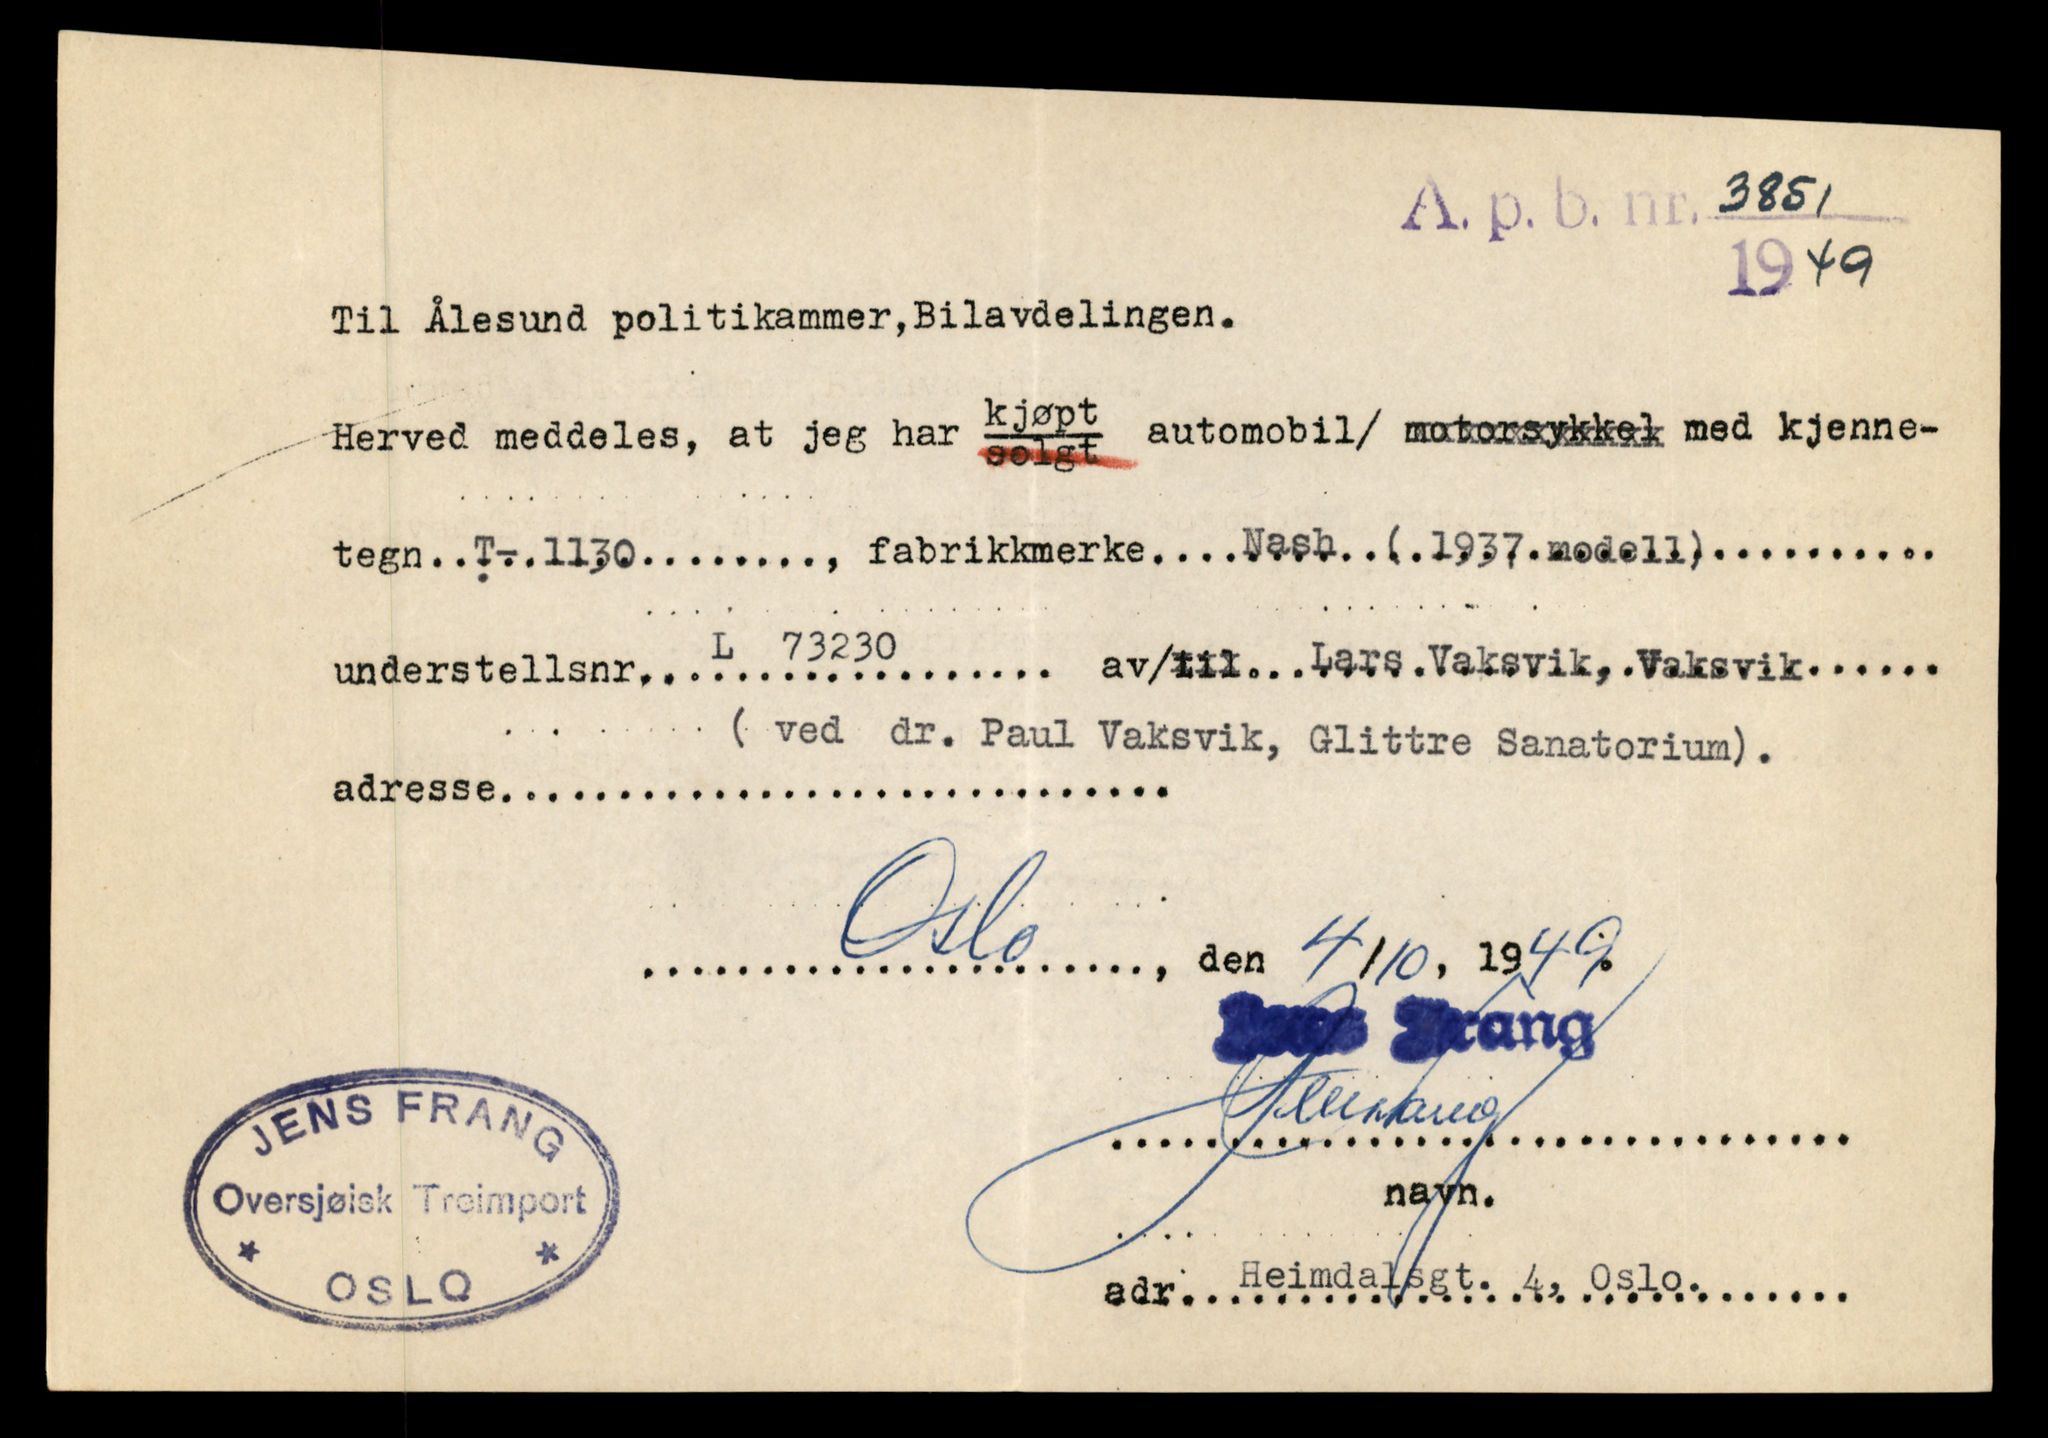 A. p. b. nr. 3851
1949
Til Ålesund politikammer, Bilavdelingen.
Herved meddeles, at jeg har kjøpt/solgt automobil/ motorsykkel med kjenne-
tegn..T-.1130........., fabrikkmerke....Nash..(.1937.modell)..........
understellsnr...L 73230....... av/til...Lars.Vaksvik,.Vaksvik......
( ved dr. Paul Vaksvik, Glittre Sanatorium).
adresse.............................
Oslo, den 4/10, 1949.
Jens Frang
navn.
adr. Heimdalsgt. 4, Oslo.
JENS FRANG
Oversjøisk Treimport
* OSLO *